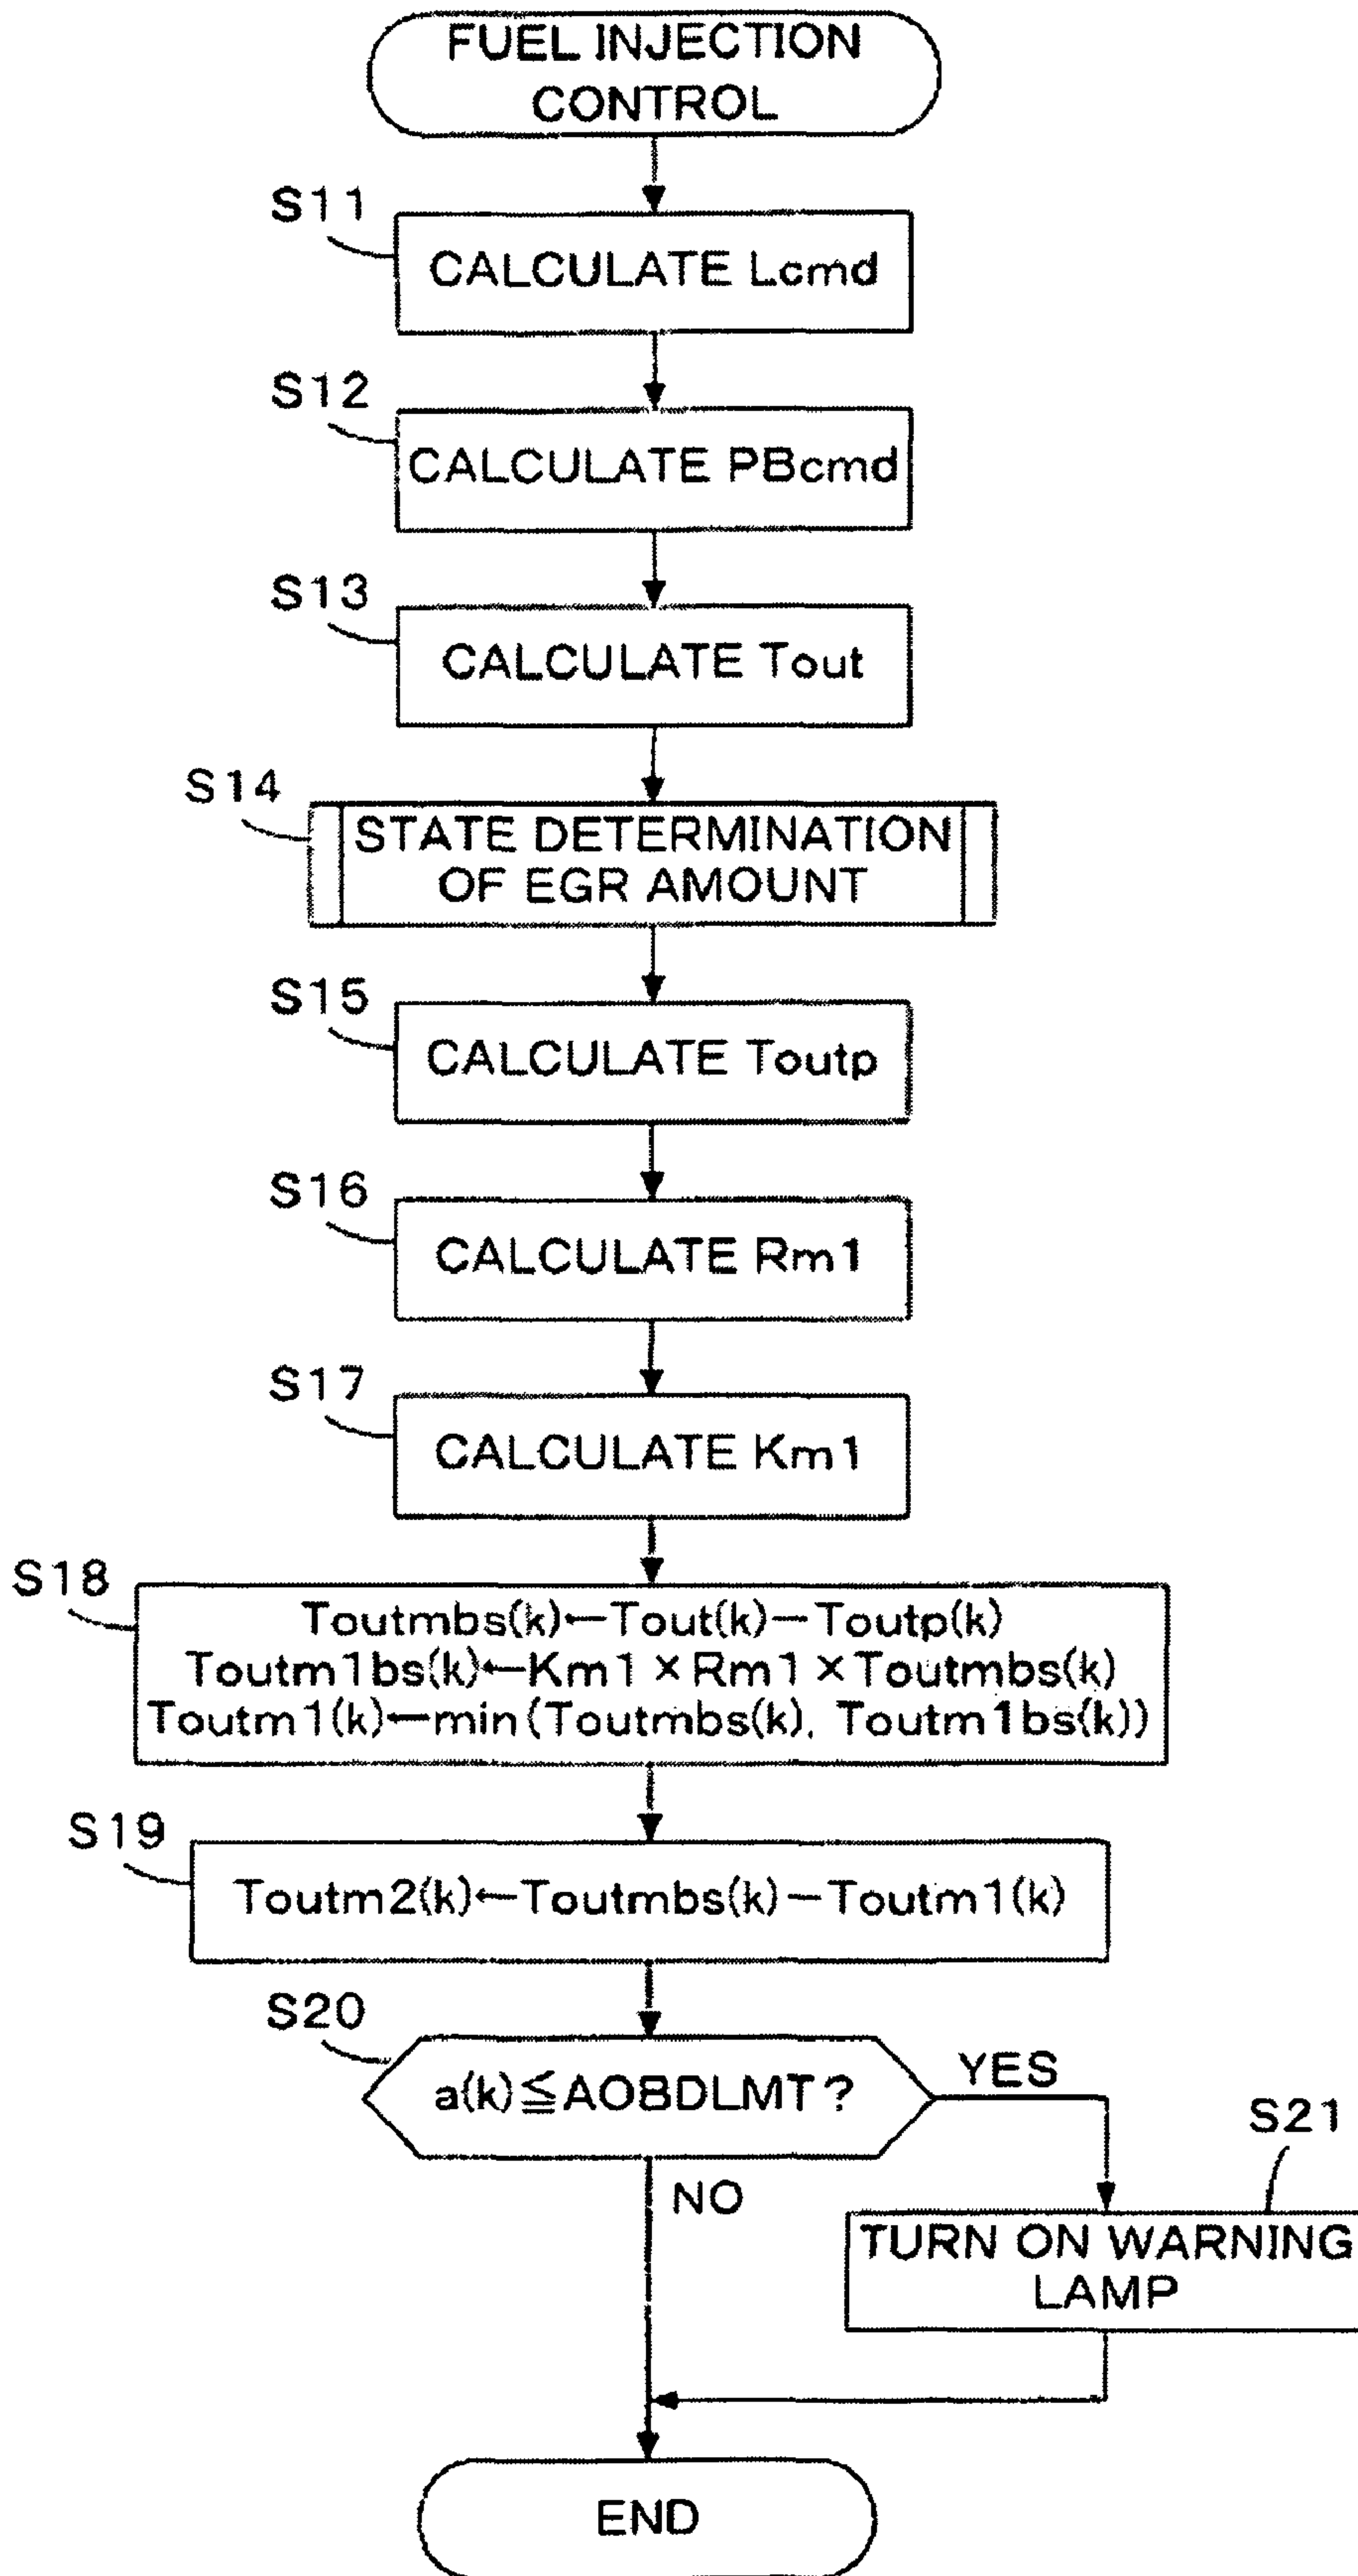 FUEL INJECTION
CONTROL
S11
CALCULATE Lcmd
S12
CALCULATE PBcmd
S13
CALCULATE Tout
S14
STATE DETERMINATION
OF EGR AMOUNT
S15
CALCULATE Toutp
S16
CALCULATE Rm1
S17
CALCULATE Km1
S18
Toutmbs(k)←Tout(k)−Toutp(k)
Toutm1bs(k)←Km1×Rm1×Toutmbs(k)
Toutm1(k)←min(Toutmbs(k), Toutm1bs(k))
S19
Toutm2(k)←Toutmbs(k)−Toutm1(k)
S20
a(k)≦AOBDLMT?
YES
S21
NO
TURN ON WARNING
LAMP
END